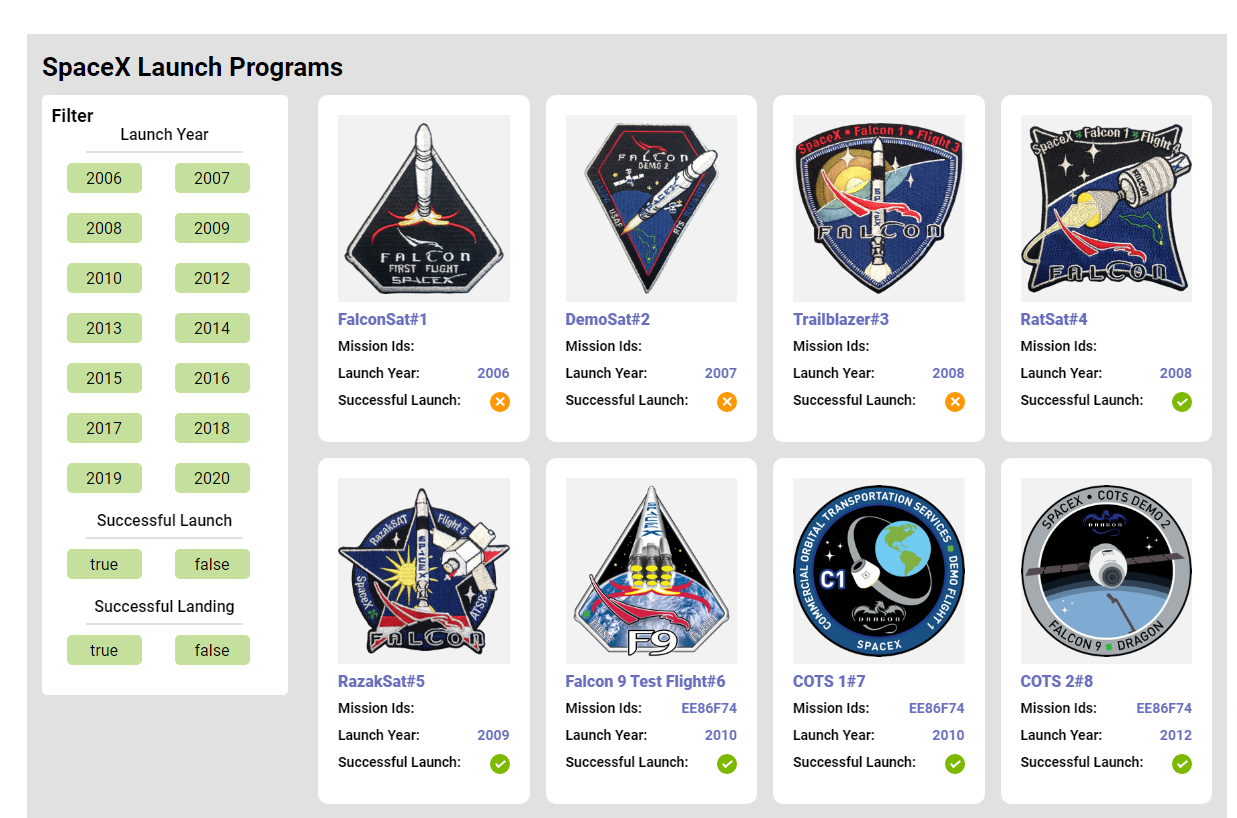 SpaceX Launch Programs
Filter
Launch Year
2006 2007
2008 2009
2010 2012
2013 2014
2015 2016
2017 2018
2019 2020
Successful Launch
true false
Successful Landing
true false
FALCON
FIRST FLIGHT
SPACEX
FalconSat#1
Mission Ids:
Launch Year: 2006
Successful Launch:
FALCON
DEMO 2
SPACEX
USAF
RTS
DemoSat#2
Mission Ids:
Launch Year: 2007
Successful Launch:
SpaceX • Falcon 1 • Flight 3
SPACEX
FALCON
Trailblazer#3
Mission Ids:
Launch Year: 2008
Successful Launch:
SpaceX Falcon 1 Flight 4
FALCON
FALCON
RatSat#4
Mission Ids:
Launch Year: 2008
Successful Launch:
RazakSAT Flight 5
SPACEX
SpaceX
ATSB
FALCON
RazakSat#5
Mission Ids:
Launch Year: 2009
Successful Launch:
SPACEX
F9
Falcon 9 Test Flight#6
Mission Ids: EE86F74
Launch Year: 2010
Successful Launch:
COMMERCIAL ORBITAL TRANSPORTATION SERVICES
DEMO FLIGHT 1
C1
DRAGON
SPACEX
COTS 1#7
Mission Ids: EE86F74
Launch Year: 2010
Successful Launch:
SPACEX • COTS DEMO 2
DRAGON
FALCON 9 DRAGON
COTS 2#8
Mission Ids: EE86F74
Launch Year: 2012
Successful Launch: